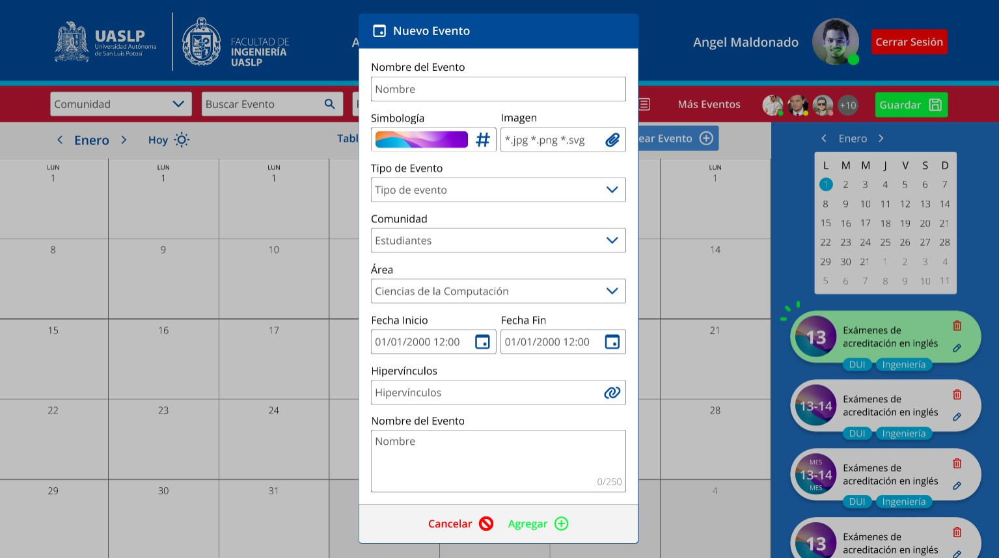 UASLP
Universidad Autónoma
de San Luis Potosí
FACULTAD DE
INGENIERÍA
UASLP
A
Angel Maldonado
Cerrar Sesión
Comunidad
Buscar Evento
Más Eventos
+10
Guardar
Enero
Hoy
Tabl
ear Evento
LUN
1
LUN
1
LUN
1
LUN
1
8
9
10
14
15
16
17
21
22
23
24
28
29
30
31
4
Nuevo Evento
Nombre del Evento
Nombre
Simbología
Imagen
#
*.jpg *.png *.svg
Tipo de Evento
Tipo de evento
Comunidad
Estudiantes
Área
Ciencias de la Computación
Fecha Inicio
Fecha Fin
01/01/2000 12:00
01/01/2000 12:00
Hipervínculos
Hipervínculos
Nombre del Evento
Nombre
0/250
Cancelar
Agregar
Enero
L M M J V S D
1 2 3 4 5 6 7
8 9 10 11 12 13 14
15 16 17 18 19 20 21
22 23 24 25 26 27 28
29 30 21 1 2 3 4
5 6 7 8 9 10 11
13
Exámenes de
acreditación en inglés
DUI
Ingeniería
13-14
Exámenes de
acreditación en inglés
DUI
Ingeniería
MES
13-14
MES
Exámenes de
acreditación en inglés
DUI
Ingeniería
13
Exámenes de
acreditación en inglés